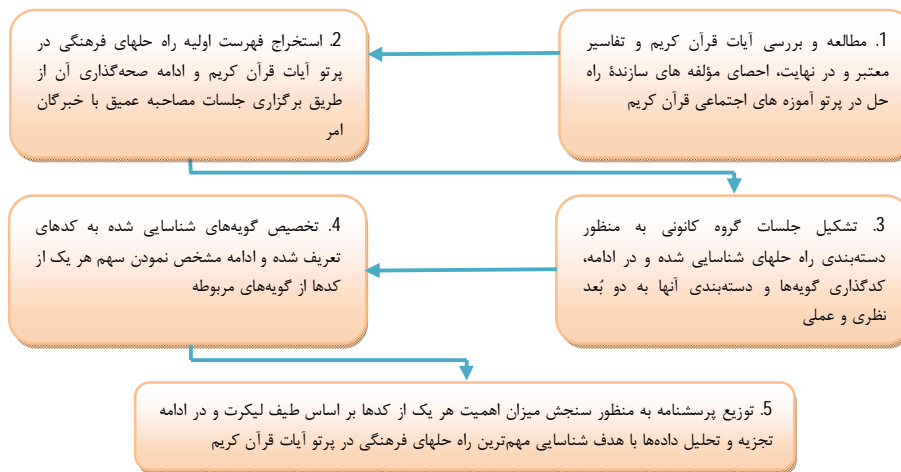 1. مطالعه و بررسی آیات قرآن کریم و تفاسیر
معتبر و در نهایت، احصای مؤلفه های سازندۀ راه
حل در پرتو آموزه های اجتماعی قرآن کریم
2. استخراج فهرست اولیه راه حلهای فرهنگی در
پرتو آیات قرآن کریم و ادامه صحه‌گذاری آن از
طریق برگزاری جلسات مصاحبه عمیق با خبرگان
امر
3. تشکیل جلسات گروه کانونی به منظور
دسته‌بندی راه حلهای شناسایی شده و در ادامه،
کدگذاری گویه‌ها و دسته‌بندی آنها به دو بُعد
نظری و عملی
4. تخصیص گویه‌های شناسایی شده به کدهای
تعریف شده و ادامه مشخص نمودن سهم هر یک از
کدها از گویه‌های مربوطه
5. توزیع پرسشنامه به منظور سنجش میزان اهمیت هر یک از کدها بر اساس طیف لیکرت و در ادامه
تجزیه و تحلیل داده‌ها با هدف شناسایی مهم‌ترین راه حلهای فرهنگی در پرتو آیات قرآن کریم